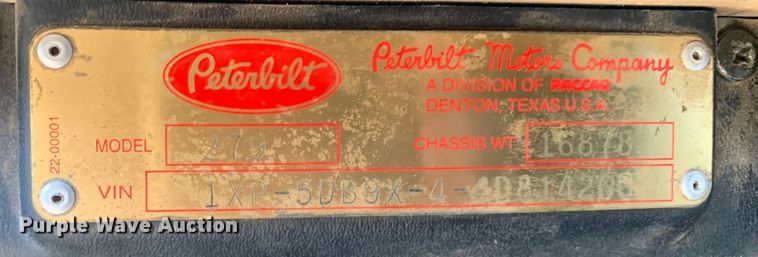 Peterbilt
Peterbilt Motors Company
A DIVISION OF PACCAR
DENTON, TEXAS U.S.A.
22-00001
MODEL 379
CHASSIS WT 16878
VIN
Purple Wave Auction